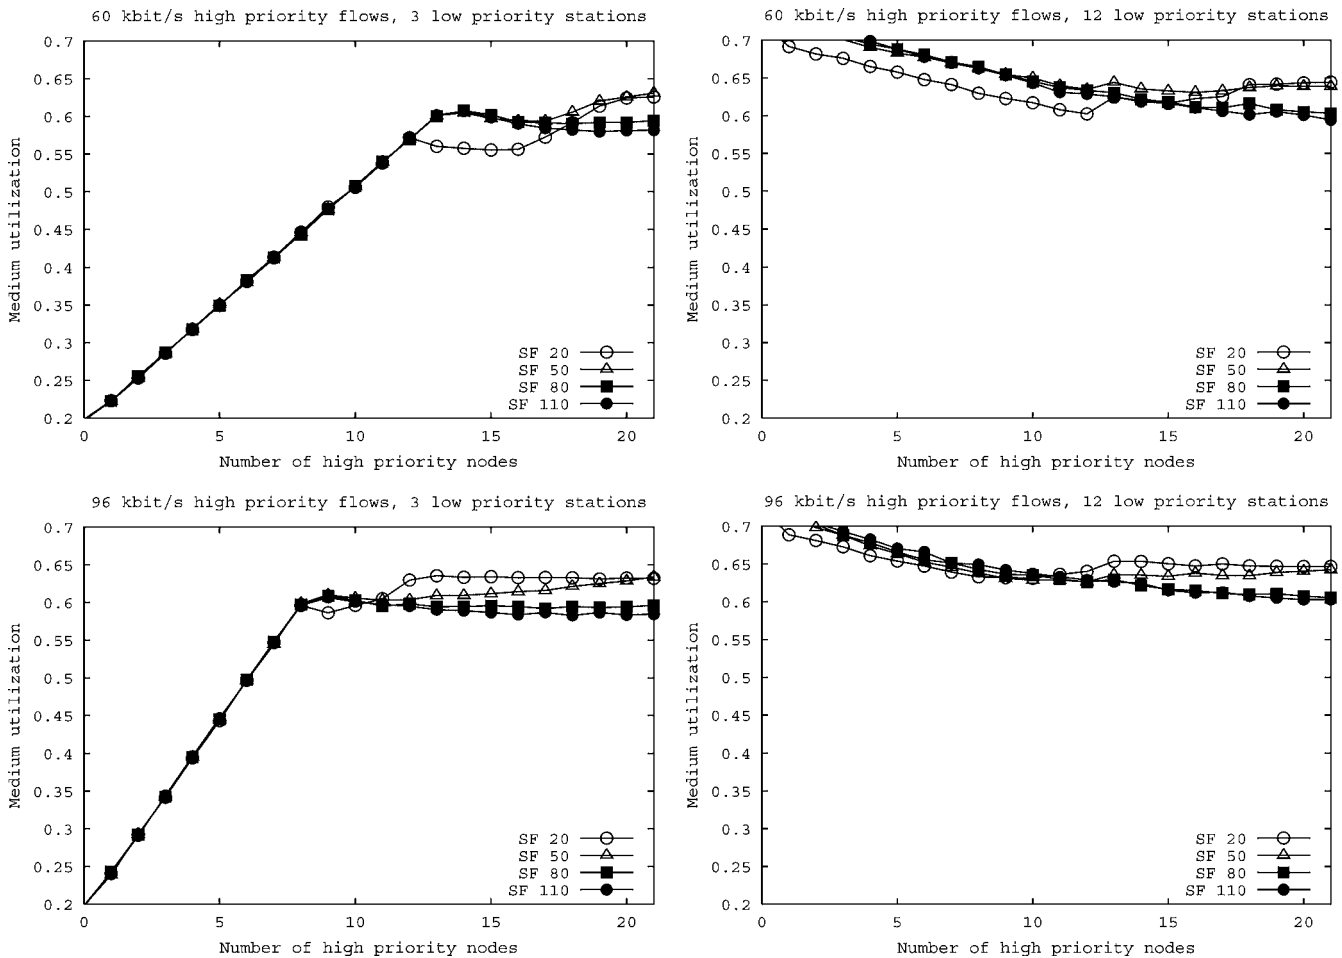 60 kbit/s high priority flows, 3 low priority stations
0.7
0.65
0.6
0.55
0.5
0.45
0.4
0.35
0.3
0.25
0.2
Medium utilization
SF 20
SF 50
SF 80
SF 110
0 5 10 15 20
Number of high priority nodes
60 kbit/s high priority flows, 12 low priority stations
0.7
0.65
0.6
0.55
0.5
0.45
0.4
0.35
0.3
0.25
0.2
Medium utilization
SF 20
SF 50
SF 80
SF 110
0 5 10 15 20
Number of high priority nodes
96 kbit/s high priority flows, 3 low priority stations
0.7
0.65
0.6
0.55
0.5
0.45
0.4
0.35
0.3
0.25
0.2
Medium utilization
SF 20
SF 50
SF 80
SF 110
0 5 10 15 20
Number of high priority nodes
96 kbit/s high priority flows, 12 low priority stations
0.7
0.65
0.6
0.55
0.5
0.45
0.4
0.35
0.3
0.25
0.2
Medium utilization
SF 20
SF 50
SF 80
SF 110
0 5 10 15 20
Number of high priority nodes